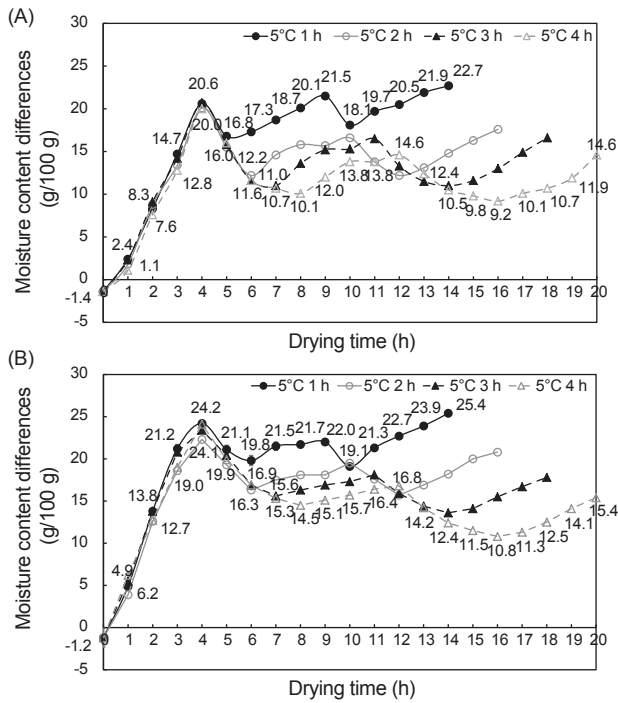 (A)
30
5°C 1 h 5°C 2 h 5°C 3 h 5°C 4 h
25
20
15
10
5
0
-5
Moisture content differences
(g/100 g)
20.6 20.1 21.5 20.5 21.9 22.7
14.7 20.0 16.8 17.3 18.7 18.1 19.7
8.3 12.8 16.0 12.2 11.0 14.6 14.6
2.4 7.6 11.6 10.7 10.1 12.0 13.8 13.8 12.4 10.5 9.8 9.2 10.1 10.7 11.9
1.1
-1.4
0 1 2 3 4 5 6 7 8 9 10 11 12 13 14 15 16 17 18 19 20
Drying time (h)
(B)
30
5°C 1 h 5°C 2 h 5°C 3 h 5°C 4 h
25
20
15
10
5
0
-5
Moisture content differences
(g/100 g)
24.2 22.7 23.9 25.4
21.2 24.1 21.1 19.8 21.5 21.7 22.0 19.1 21.3
13.8 19.0 19.9 16.9 15.6 16.8
12.7 16.3 15.3 14.5 15.1 15.7 16.4 14.2 12.4 11.5 10.8 11.3 12.5 14.1 15.4
4.9 6.2
-1.2
0 1 2 3 4 5 6 7 8 9 10 11 12 13 14 15 16 17 18 19 20
Drying time (h)